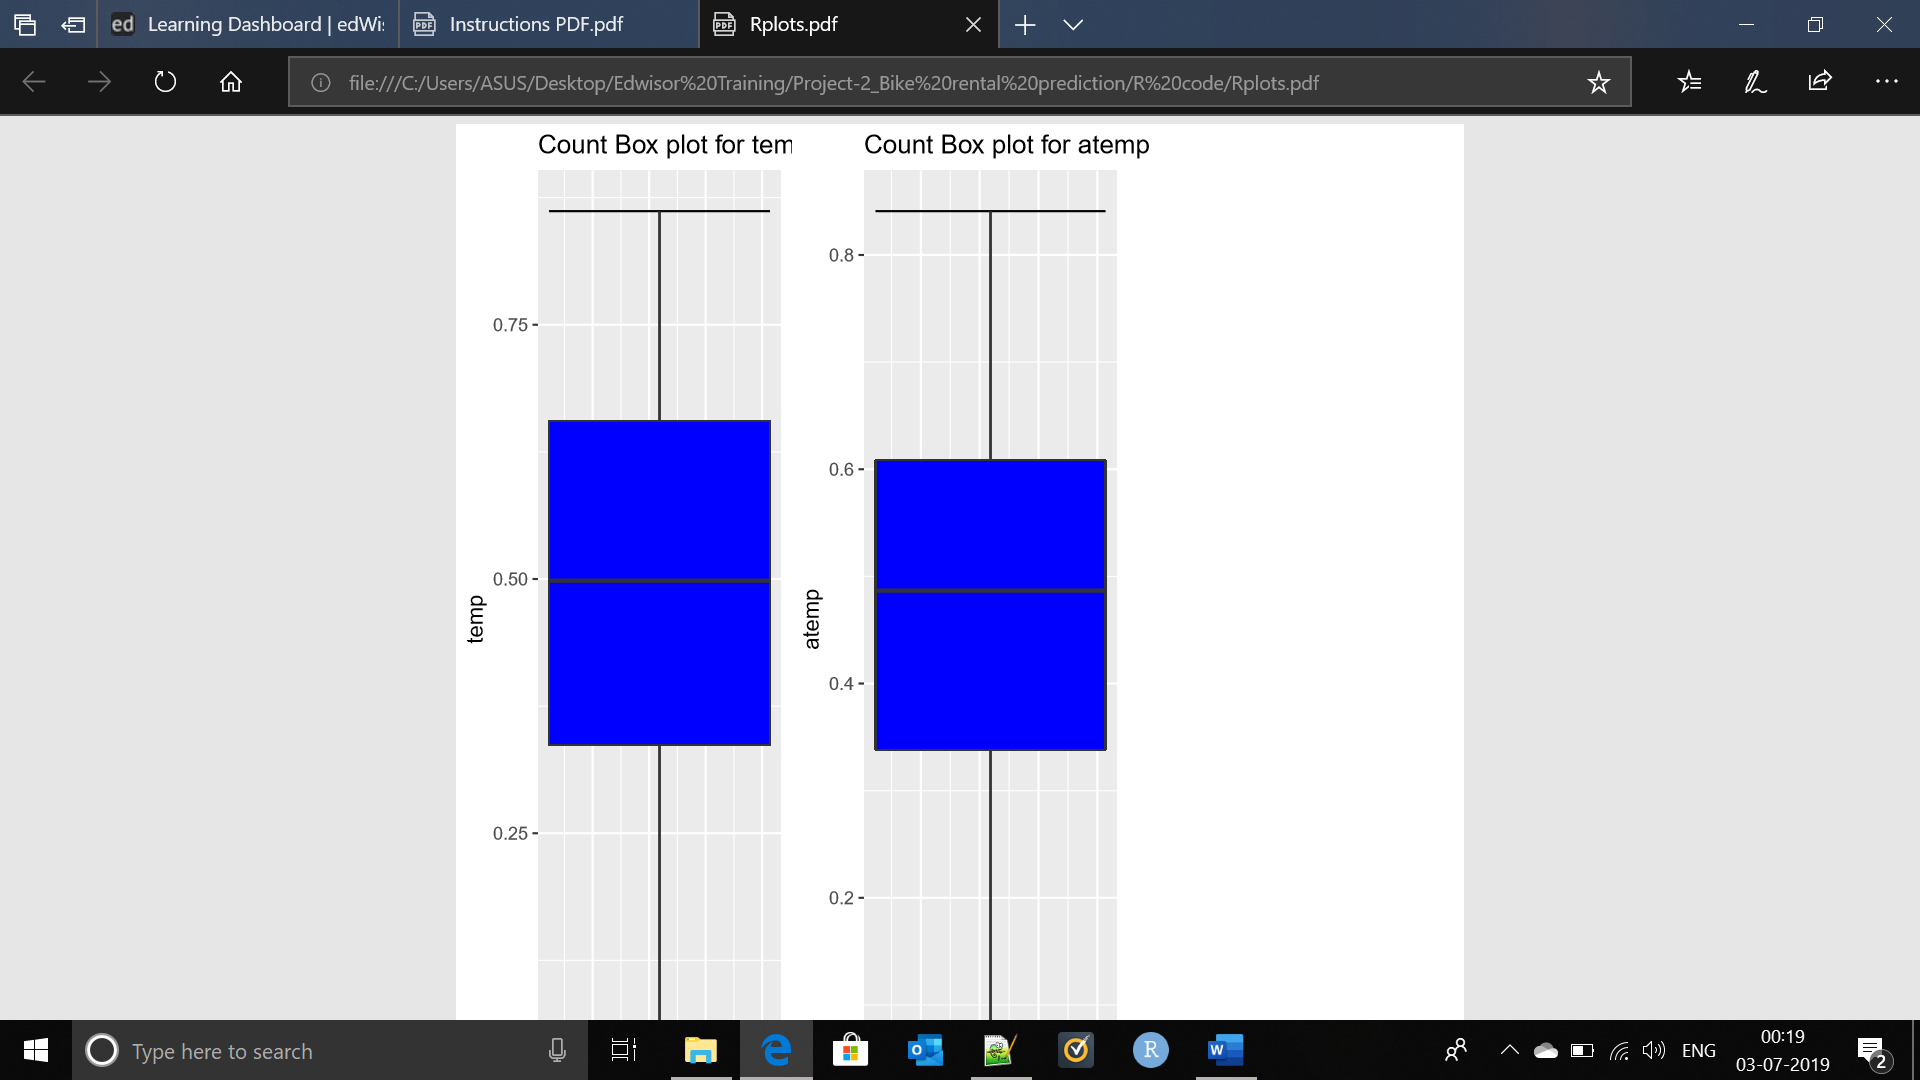 ed Learning Dashboard | edWi:
Instructions PDF.pdf
Rplots.pdf
file:///C:/Users/ASUS/Desktop/Edwisor%20Training/Project-2_Bike%20rental%20prediction/R%20code/Rplots.pdf
Count Box plot for tem
0.75
0.50
0.25
temp
Count Box plot for atemp
0.8
0.6
0.4
0.2
atemp
Type here to search
ENG
00:19
03-07-2019
2